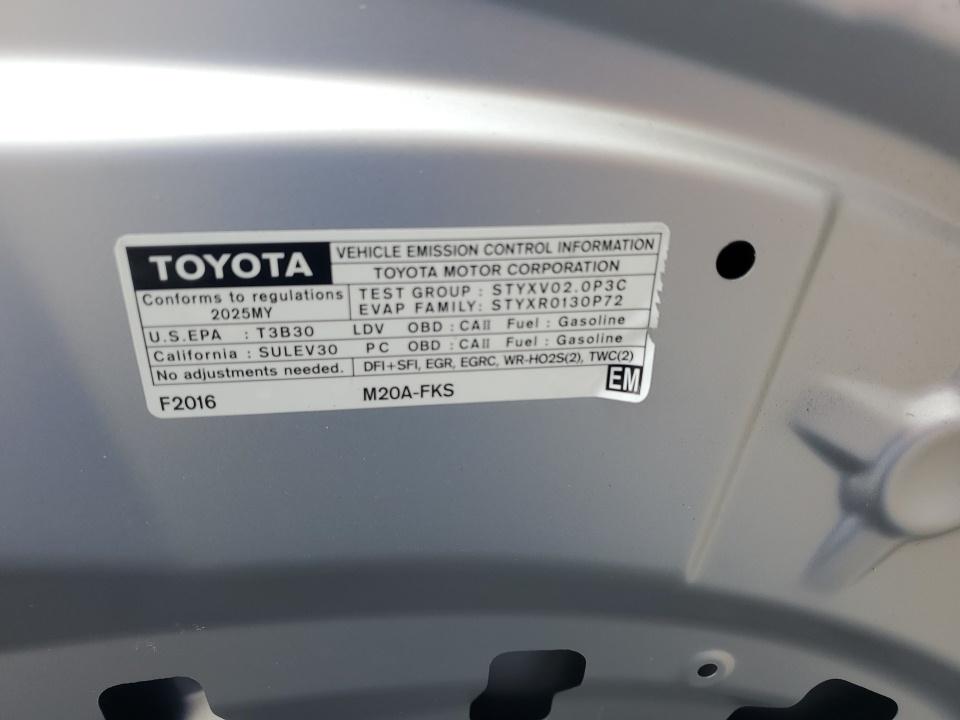 TOYOTA
VEHICLE EMISSION CONTROL INFORMATION
TOYOTA MOTOR CORPORATION
Conforms to regulations
2025MY
TEST GROUP : STYXV02.0P3C
EVAP FAMILY: STYXR0130P72
U.S.EPA : T3B30 LDV OBD : CAII Fuel : Gasoline
California : SULEV30 PC OBD : CAII Fuel : Gasoline
No adjustments needed. DFI+SFI, EGR, EGRC, WR-HO2S(2), TWC(2)
F2016 M20A-FKS EM